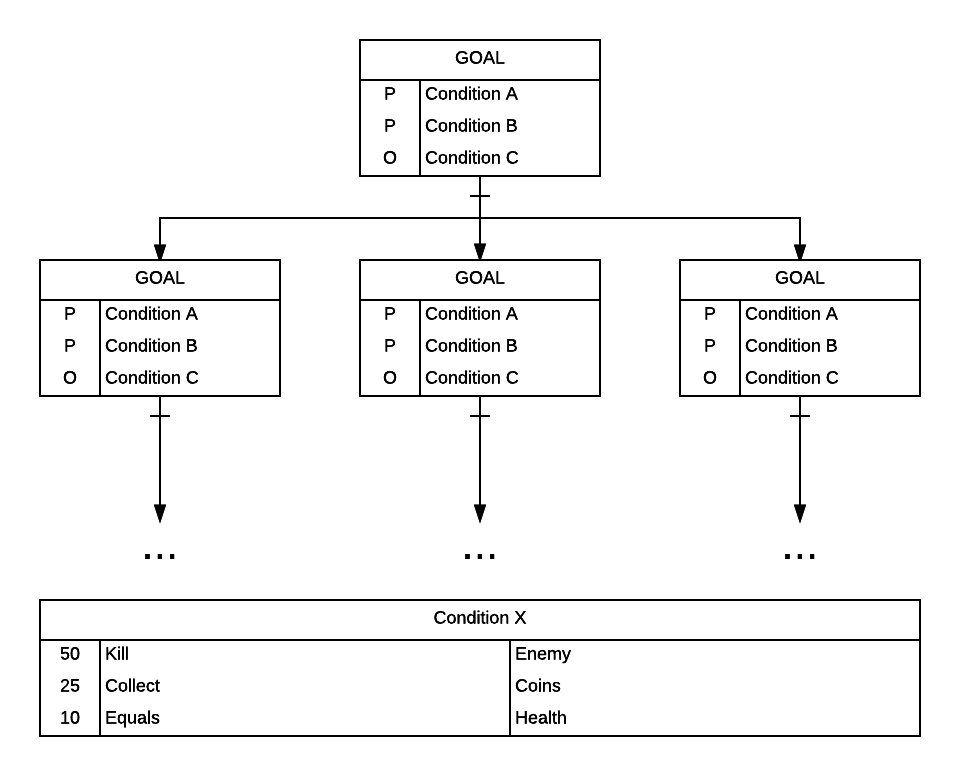 GOAL
P Condition A
P Condition B
O Condition C
GOAL GOAL GOAL
P Condition A P Condition A P Condition A
P Condition B P Condition B P Condition B
O Condition C O Condition C O Condition C
... ... ...
Condition X
50 Kill Enemy
25 Collect Coins
10 Equals Health